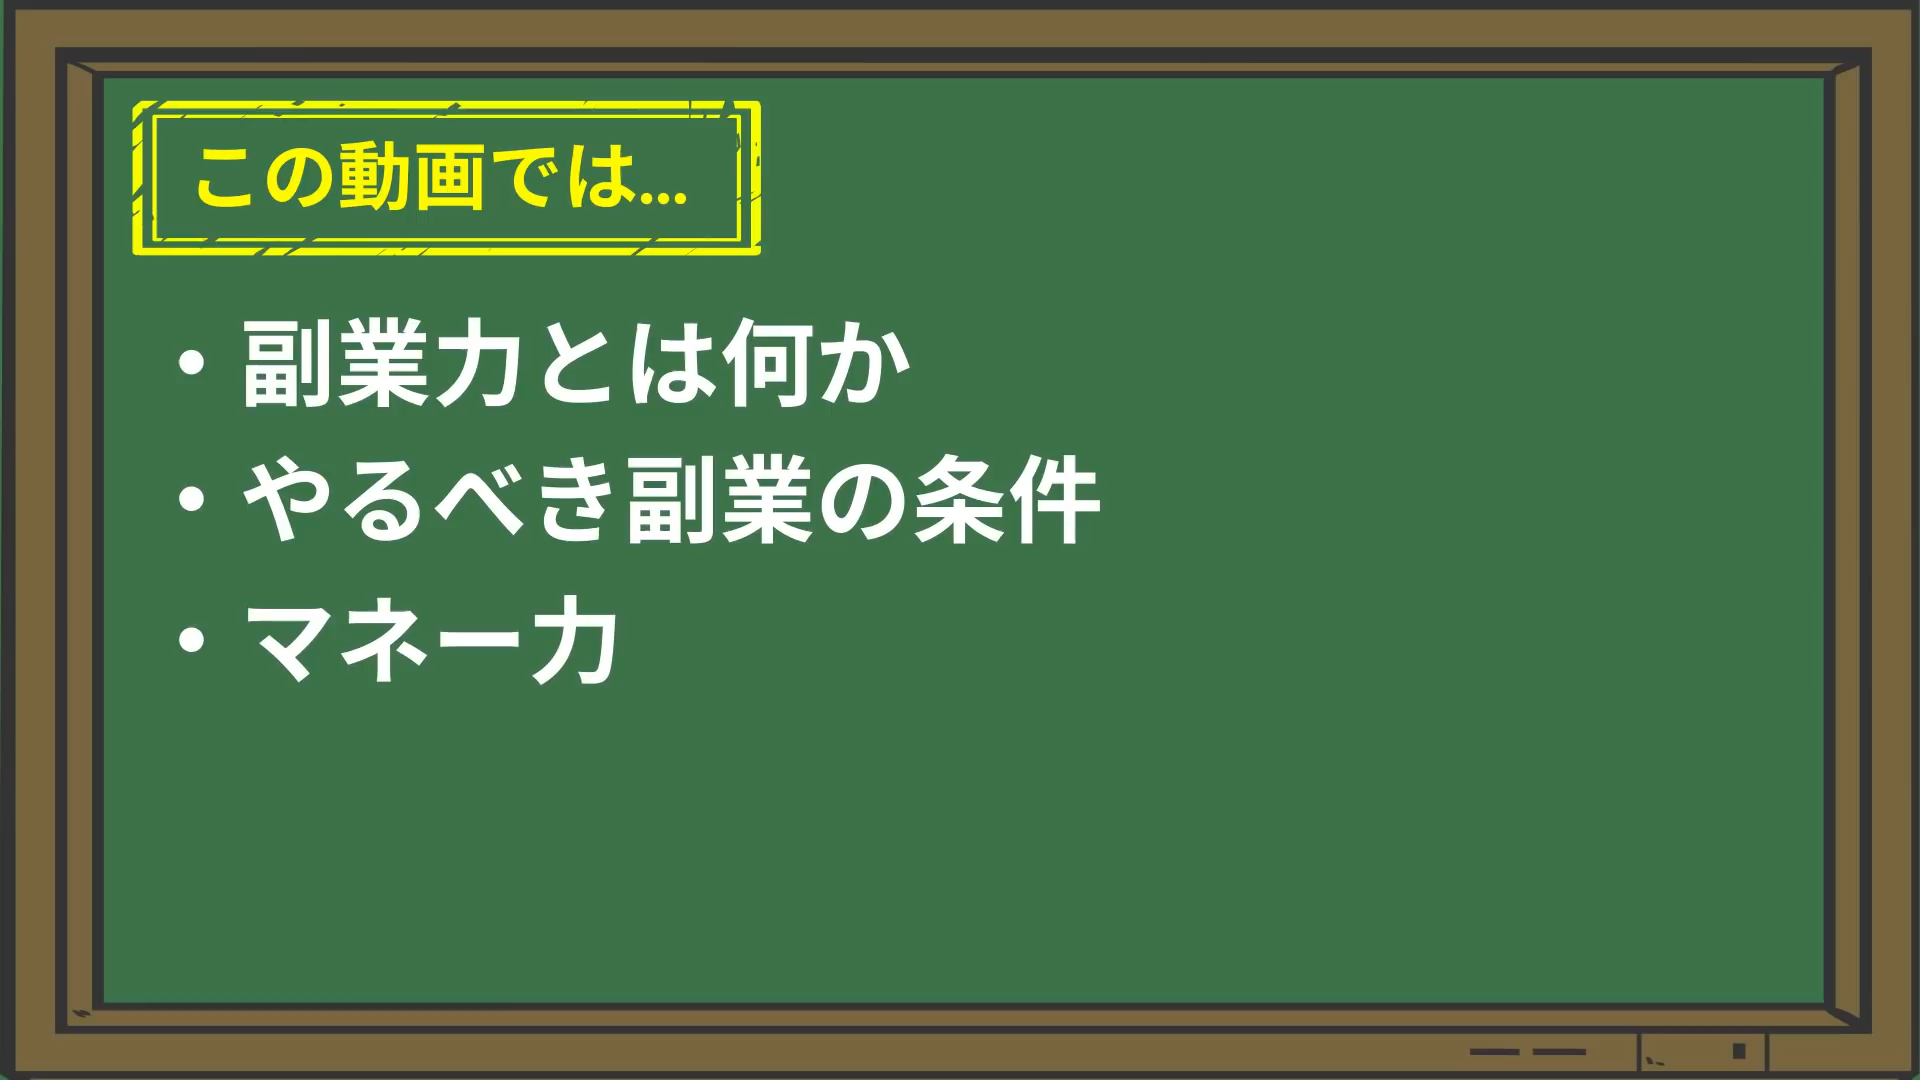 この動画では...
・副業力とは何か
・やるべき副業の条件
・マネー力